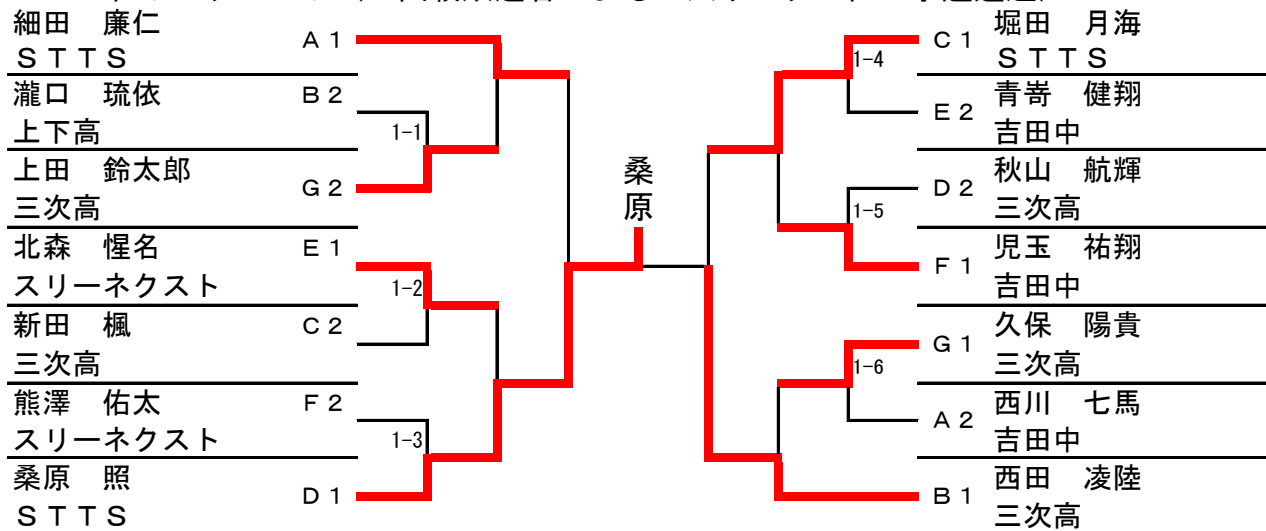 細田 廉仁
STTS
A1
瀧口 琉依
上下高
B2
1-1
上田 鈴太郎
三次高
G2
北森 惺名
スリーネクスト
E1
1-2
新田 楓
三次高
C2
熊澤 佑太
スリーネクスト
F2
1-3
桑原 照
STTS
D1
桑原
C1
堀田 月海
STTS
1-4
E2
青嵜 健翔
吉田中
D2
秋山 航輝
三次高
1-5
F1
児玉 祐翔
吉田中
G1
久保 陽貴
三次高
1-6
A2
西川 七馬
吉田中
B1
西田 凌陸
三次高